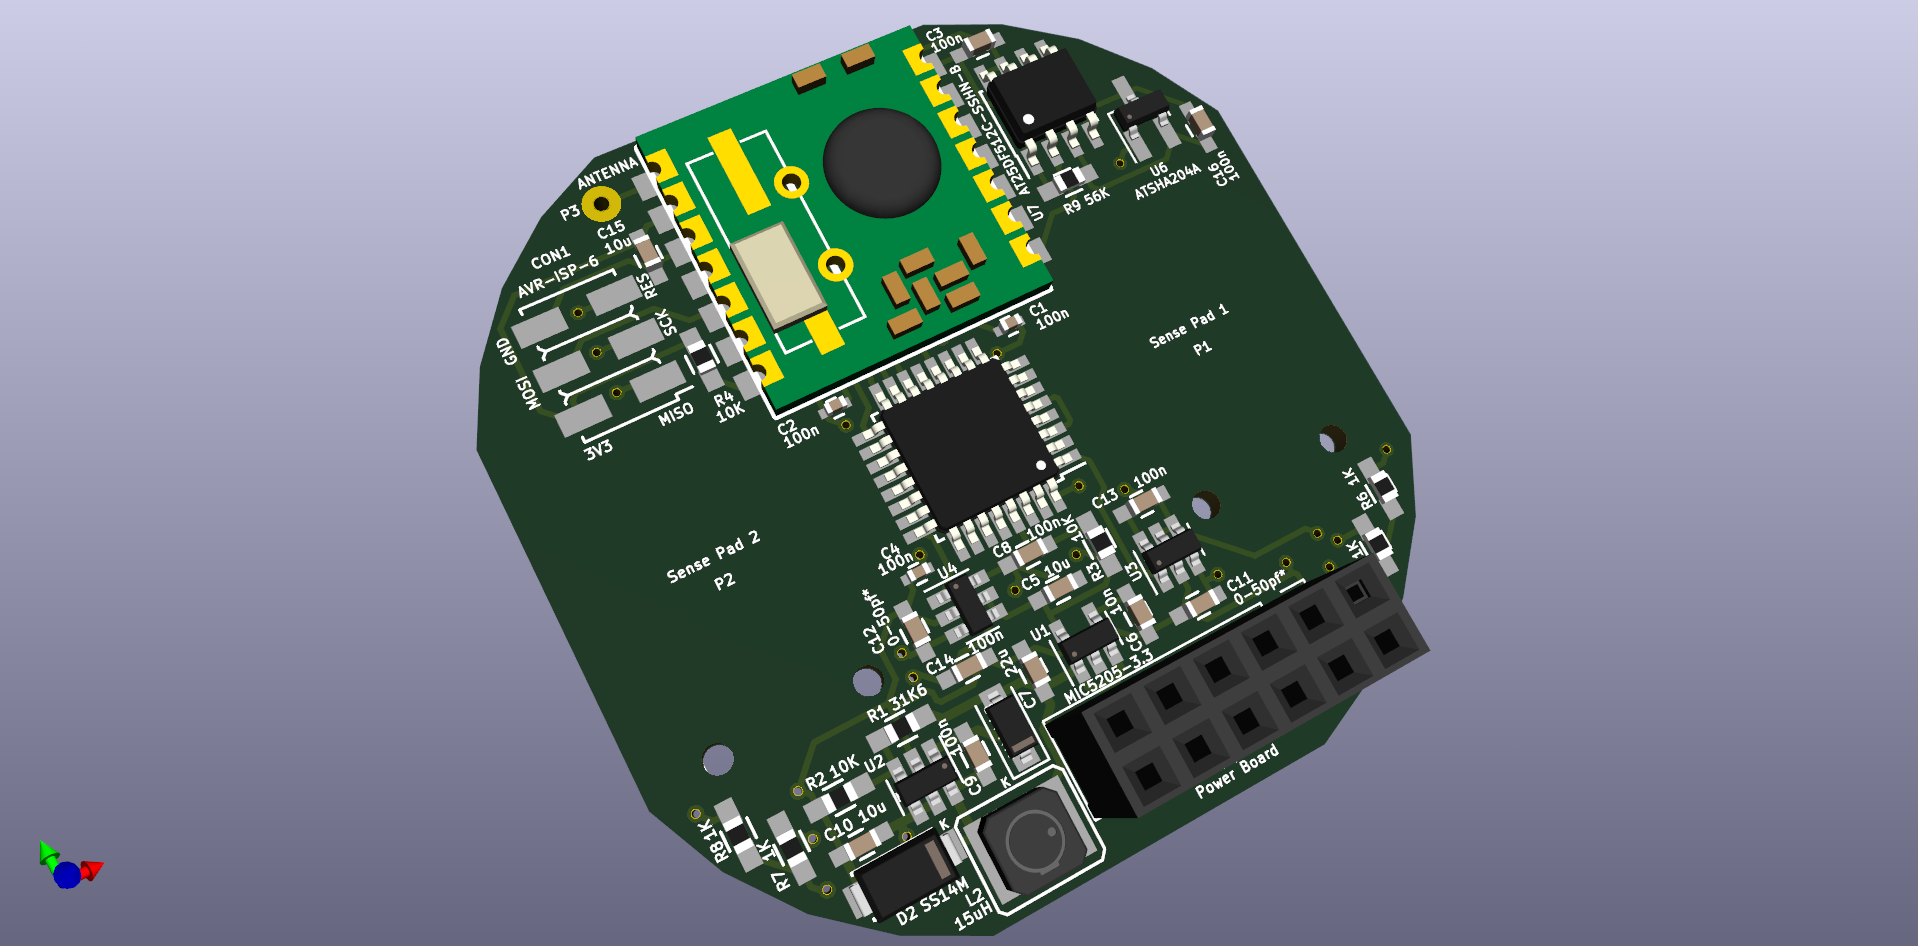 C3
100n
AT25DF512C-SSHN-B
U7
R9 56K
U6
ATSHA204A
C16
100n
ANTENNA
P3
C15
10u
CON1
AVR-ISP-6
RES
SCK
GND
MOSI
MISO
3V3
R4
10K
C1
100n
C2
100n
Sense Pad 1
P1
Sense Pad 2
P2
R6 1K
1K
C13 100n
C8 100n
10K
R3
U3
C4
100n
U4
C5 10u
C11
0-50pf*
C12
0-50pf*
C14 100n
U1
10n
C6
MIC5205-3.3
22u
C7
R1 31K6
R2 10K
U2
100n
C9
K
C10 10u
K
R8 1K
R7 1K
D2 SS14M
L2
15uH
Power Board